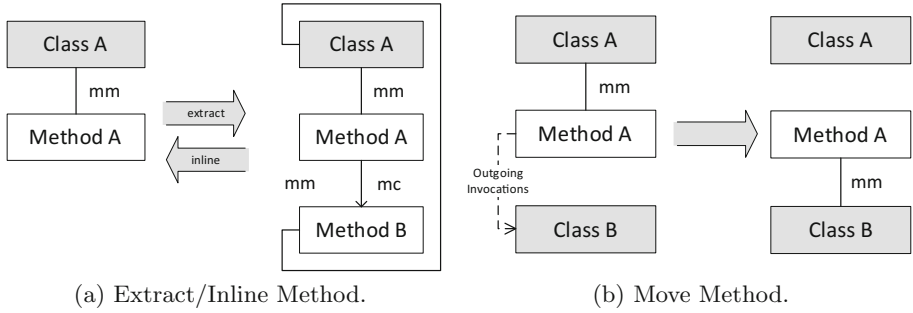 Class A
mm
Method A
extract
inline
Class A
mm
Method A
mm
mc
Method B
(a) Extract/Inline Method.
Class A
mm
Method A
Outgoing
Invocations
Class B
Class A
Method A
mm
Class B
(b) Move Method.